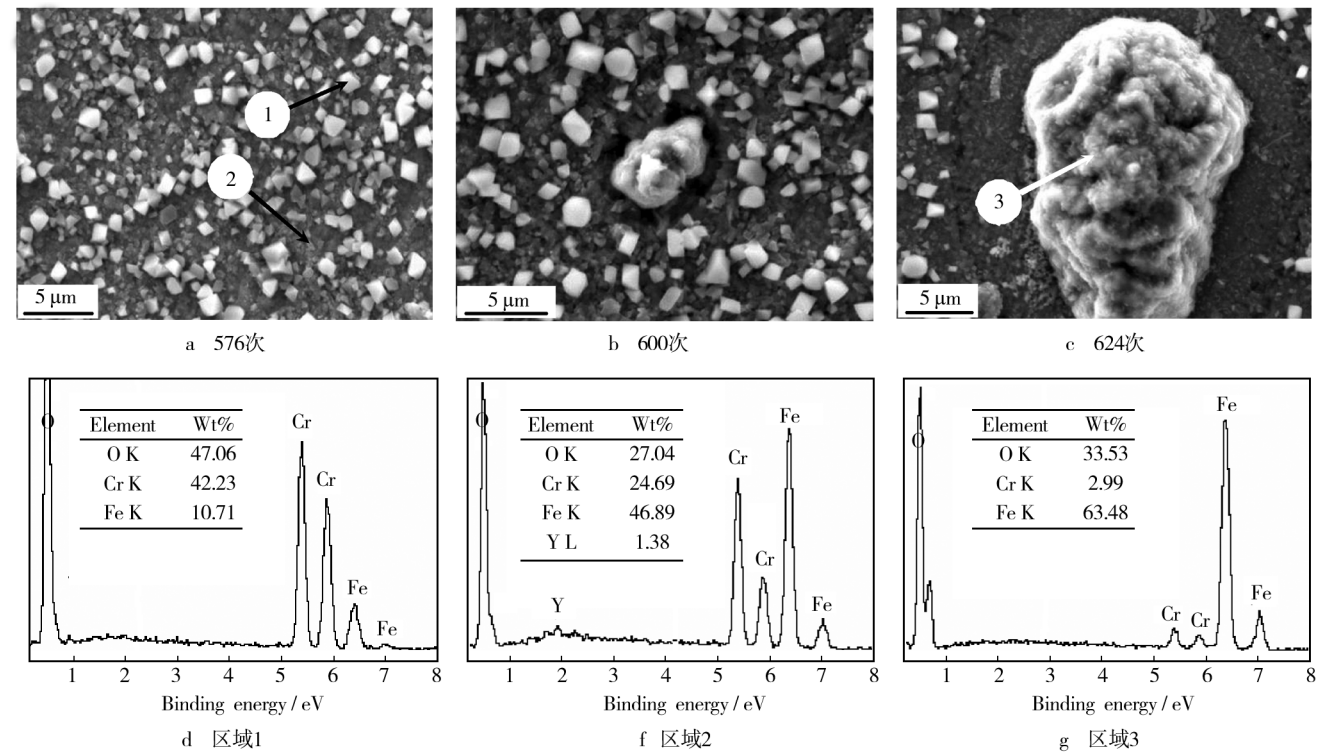 1
2
5 μm
5 μm
3
5 μm
a 576次
b 600次
c 624次
O
Element Wt%
O K 47.06
Cr K 42.23
Fe K 10.71
Cr
Cr
Fe
Fe
1 2 3 4 5 6 7 8
Binding energy / eV
d 区域1
O
Element Wt%
O K 27.04
Cr K 24.69
Fe K 46.89
Y L 1.38
Y
Cr
Cr
Fe
Fe
1 2 3 4 5 6 7 8
Binding energy / eV
f 区域2
O
Element Wt%
O K 33.53
Cr K 2.99
Fe K 63.48
Cr
Cr
Fe
Fe
1 2 3 4 5 6 7 8
Binding energy / eV
g 区域3